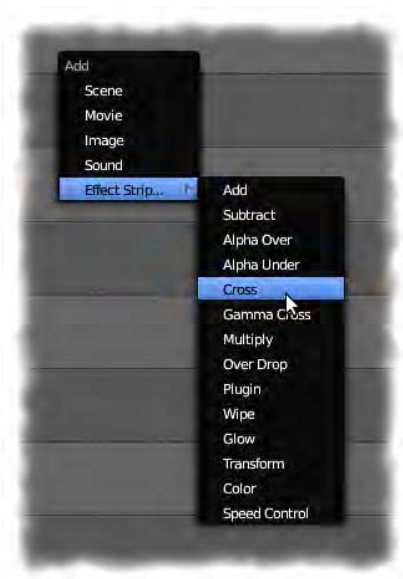 Add
Scene
Movie
Image
Sound
Effect Strip...
Add
Subtract
Alpha Over
Alpha Under
Cross
Gamma Cross
Multiply
Over Drop
Plugin
Wipe
Glow
Transform
Color
Speed Control